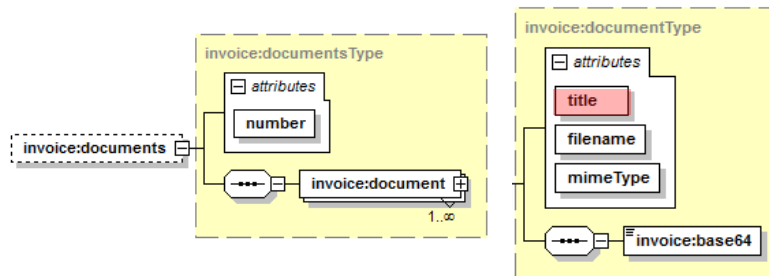 invoice:documentsType
attributes
number
invoice:documents
invoice:document
1..∞
invoice:documentType
attributes
title
filename
mimeType
invoice:base64